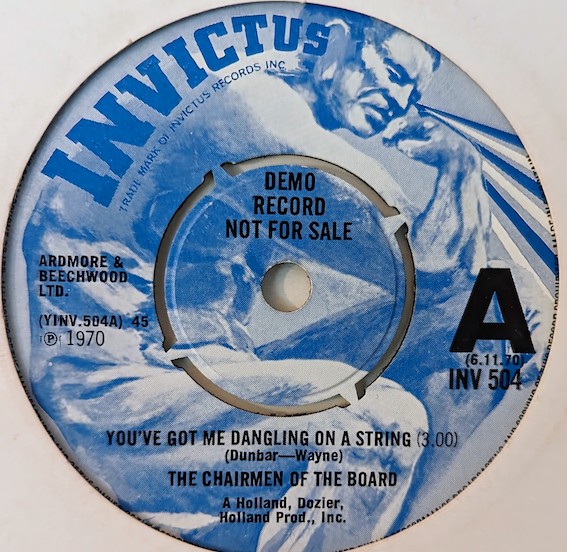 INVICTUS
TRADE MARK OF INVICTUS RECORDS INC.
DEMO
RECORD
NOT FOR SALE
ARDMORE &
BEECHWOOD
LTD.
(YINV.504A) 45
Ⓟ 1970
A
(6.11.70)
INV 504
YOU'VE GOT ME DANGLING ON A STRING (3.00)
(Dunbar—Wayne)
THE CHAIRMEN OF THE BOARD
A Holland, Dozier,
Holland Prod., Inc.